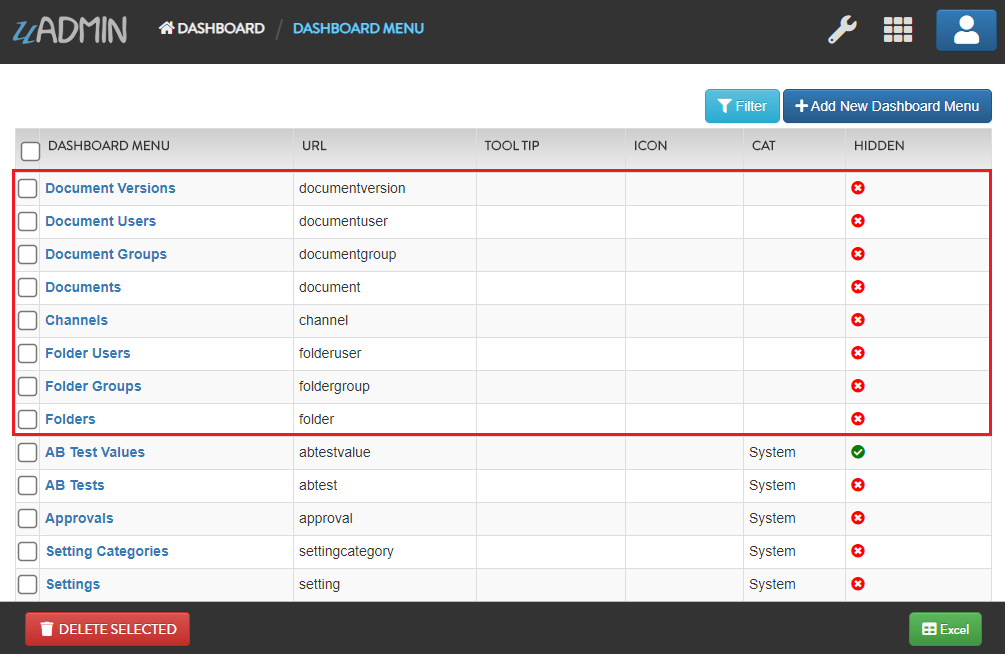 uADMIN DASHBOARD / DASHBOARD MENU
Filter + Add New Dashboard Menu
DASHBOARD MENU URL TOOL TIP ICON CAT HIDDEN
Document Versions documentversion
Document Users documentuser
Document Groups documentgroup
Documents document
Channels channel
Folder Users folderuser
Folder Groups foldergroup
Folders folder
AB Test Values abtestvalue System
AB Tests abtest System
Approvals approval System
Setting Categories settingcategory System
Settings setting System
DELETE SELECTED Excel